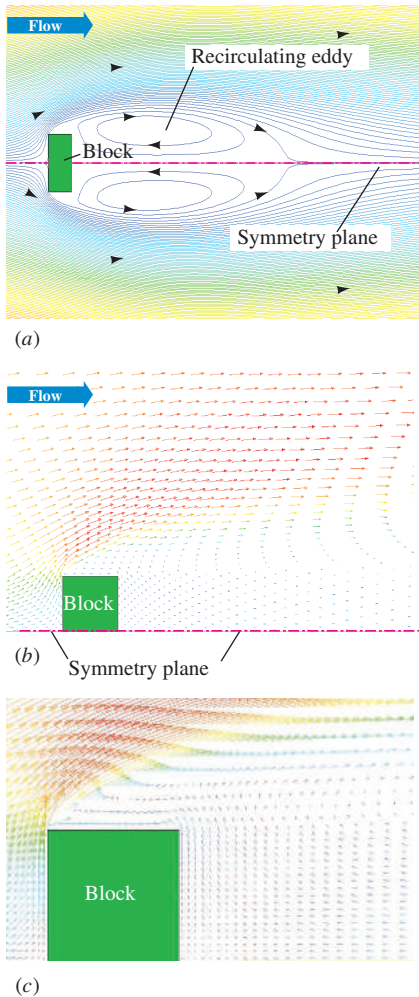 Flow
Recirculating eddy
Block
Symmetry plane
(a)
Flow
Block
Symmetry plane
(b)
Block
(c)